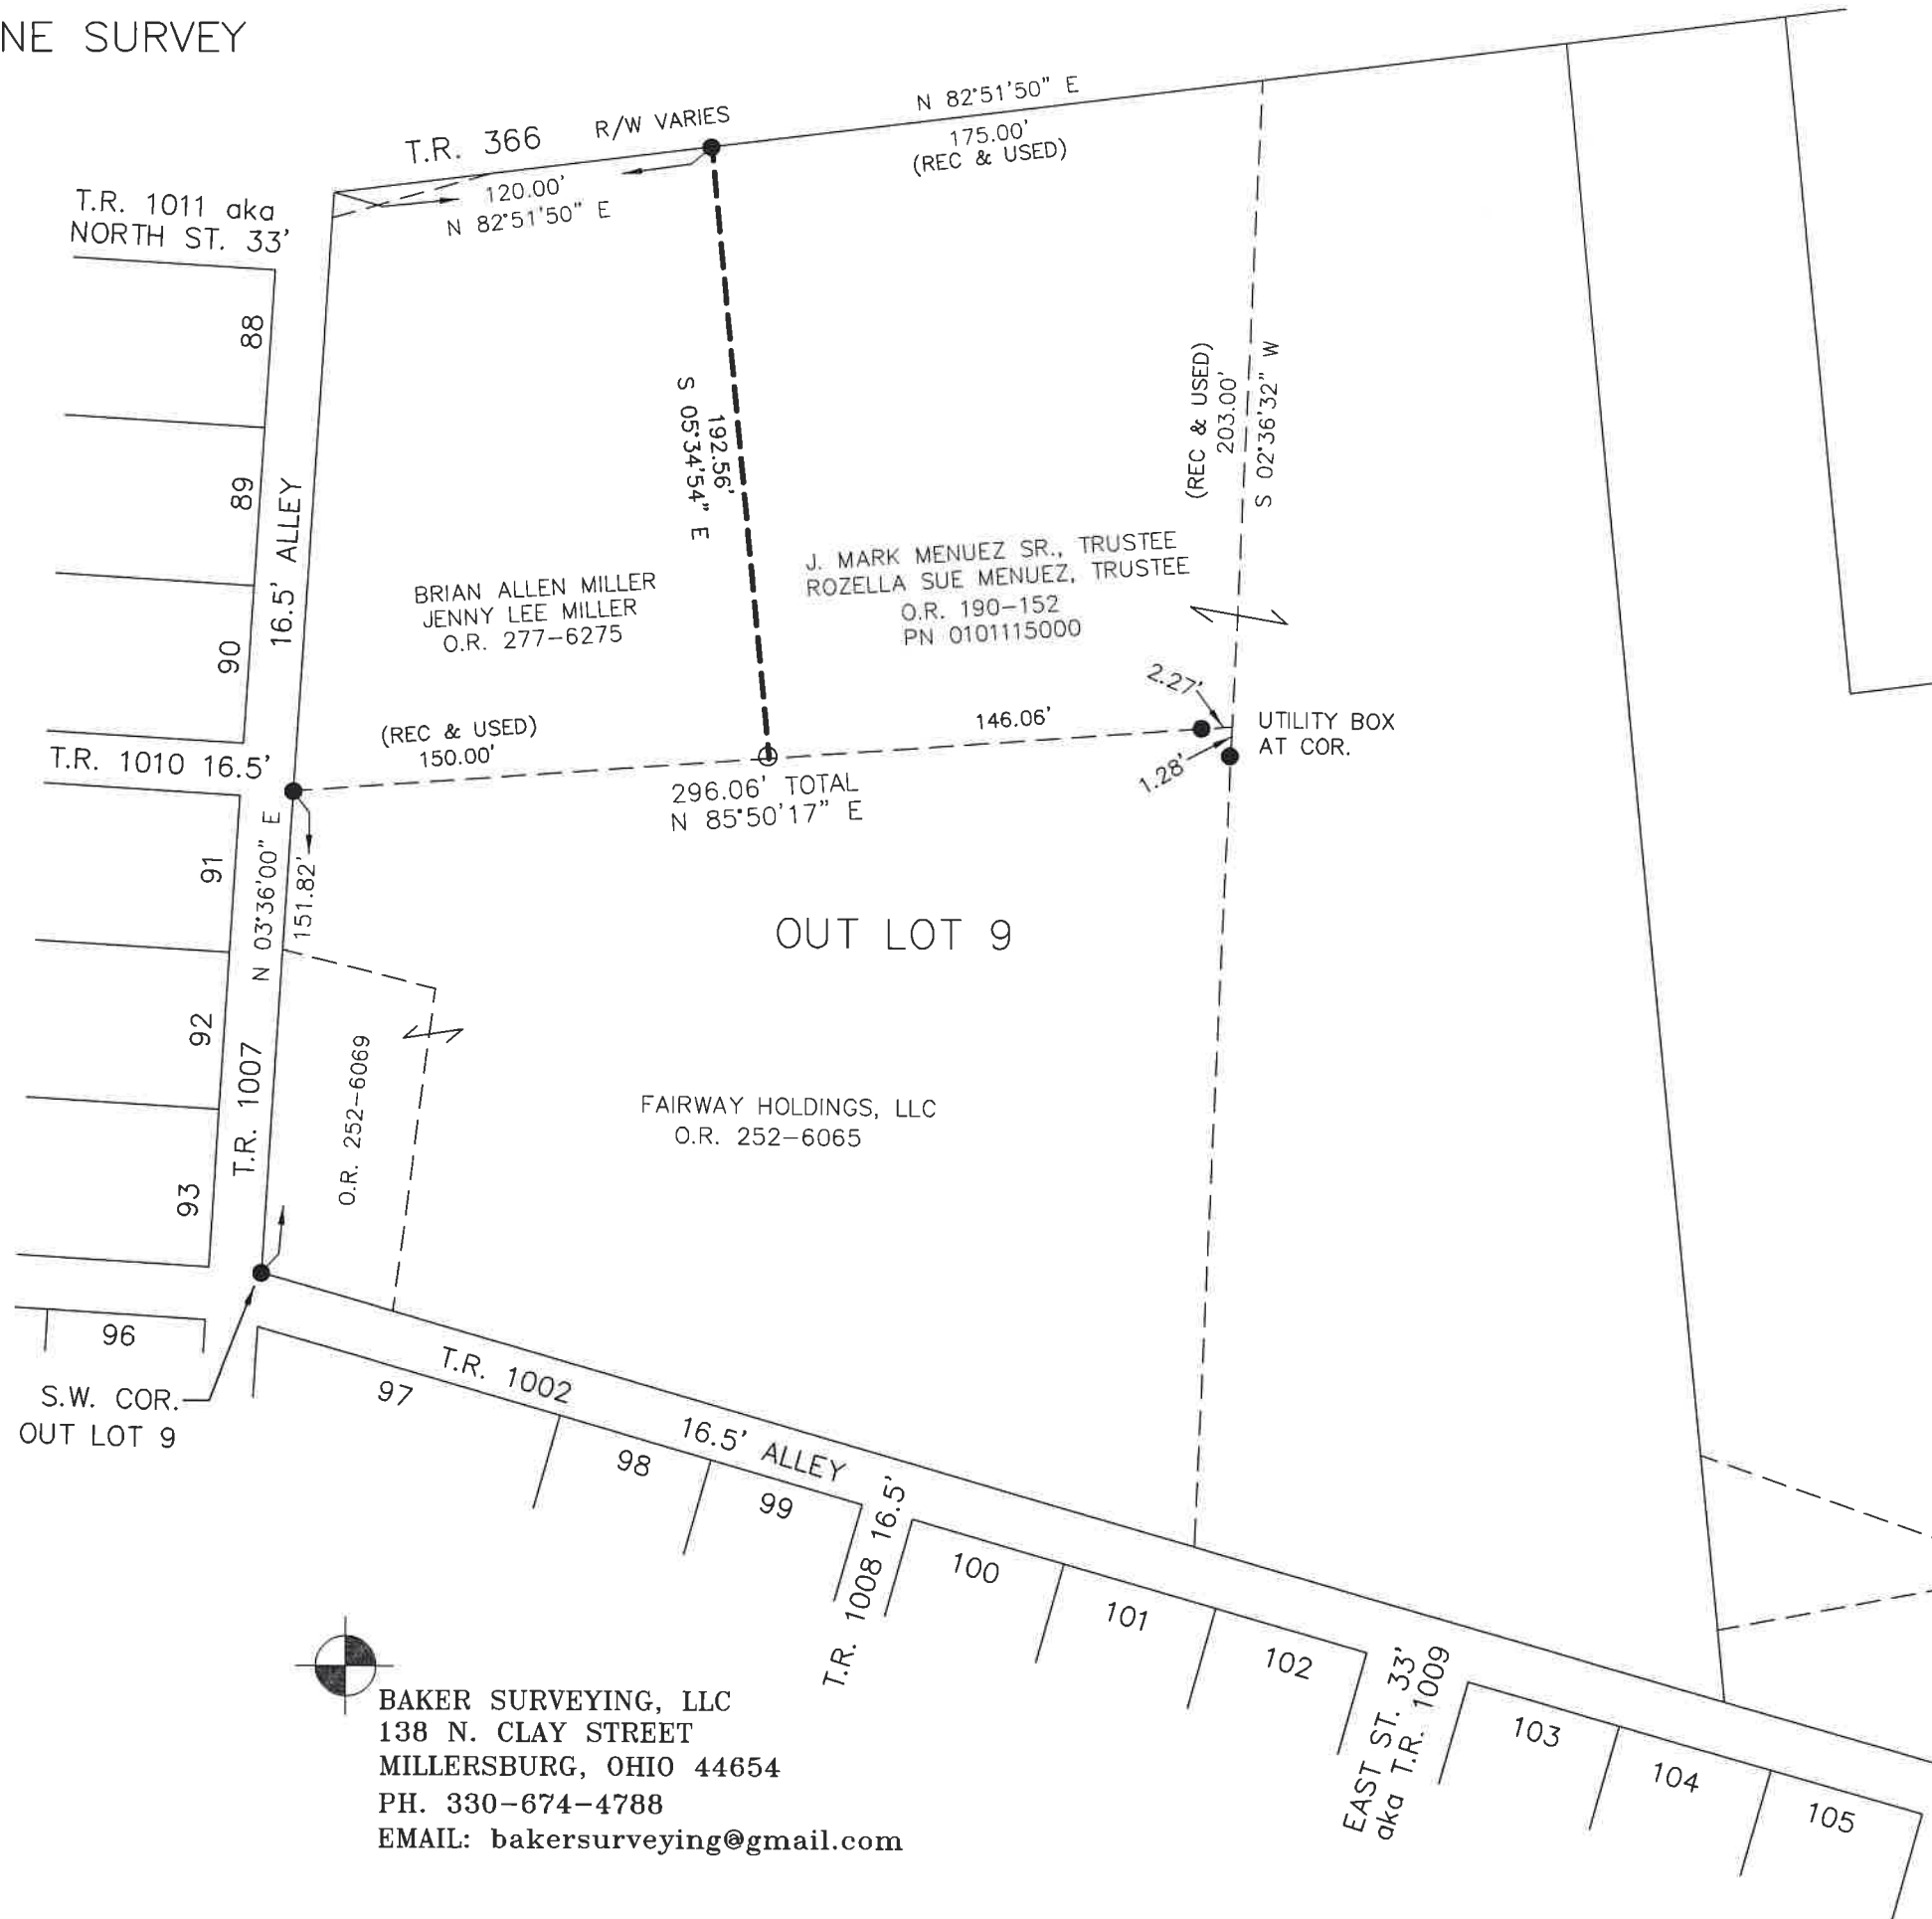 NE SURVEY
T.R. 366
R/W VARIES
N 82°51'50" E
175.00'
(REC & USED)
120.00'
N 82°51'50" E
T.R. 1011 aka
NORTH ST. 33'
88
89
90
16.5' ALLEY
S 05°34'54" E
192.56'
(REC & USED)
203.00'
S 02°36'32" W
BRIAN ALLEN MILLER
JENNY LEE MILLER
O.R. 277-6275
J. MARK MENUEZ SR., TRUSTEE
ROZELLA SUE MENUEZ, TRUSTEE
O.R. 190-152
PN 0101115000
(REC & USED)
150.00'
146.06'
2.27'
1.28'
UTILITY BOX
AT COR.
T.R. 1010 16.5'
296.06' TOTAL
N 85°50'17" E
91
92
93
N 03°36'00" E
151.82'
T.R. 1007
OUT LOT 9
O.R. 252-6069
FAIRWAY HOLDINGS, LLC
O.R. 252-6065
96
S.W. COR.
OUT LOT 9
T.R. 1002
16.5' ALLEY
97
98
99
T.R. 1008 16.5'
100
101
102
EAST ST. 33'
aka T.R. 1009
103
104
105
BAKER SURVEYING, LLC
138 N. CLAY STREET
MILLERSBURG, OHIO 44654
PH. 330-674-4788
EMAIL: bakersurveying@gmail.com